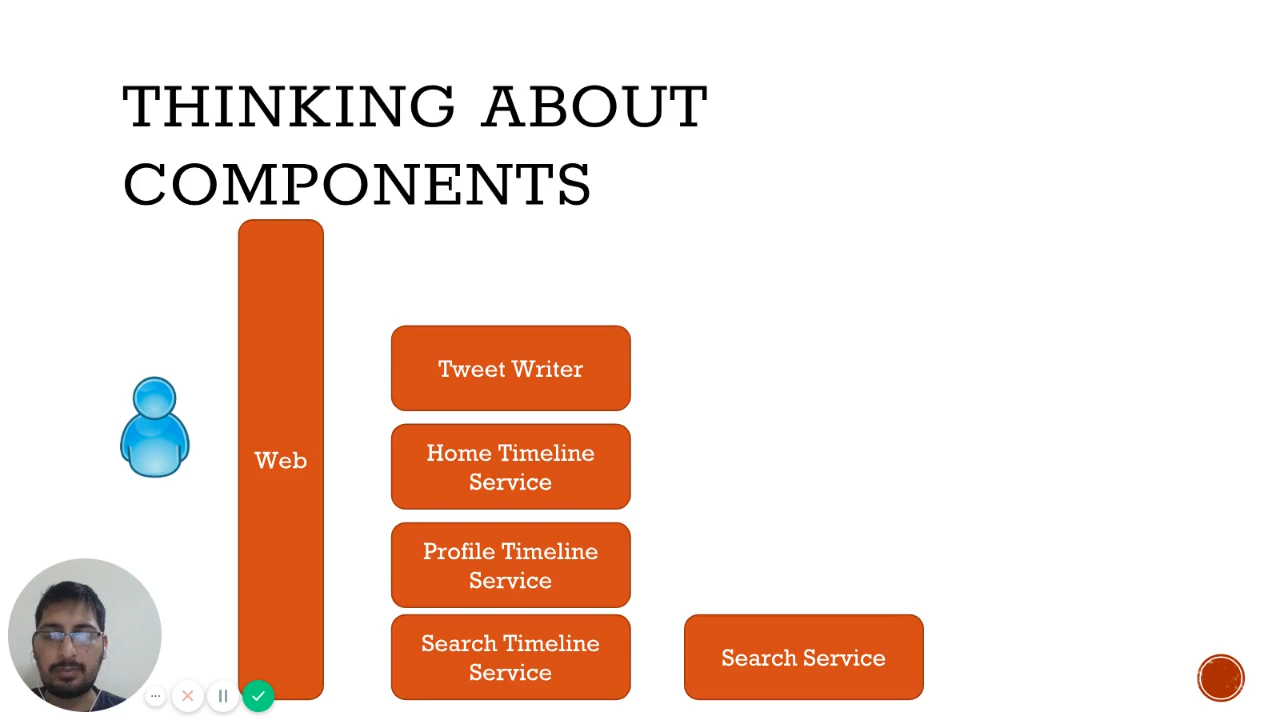 THINKING ABOUT
COMPONENTS
Web
Tweet Writer
Home Timeline
Service
Profile Timeline
Service
Search Timeline
Service
Search Service